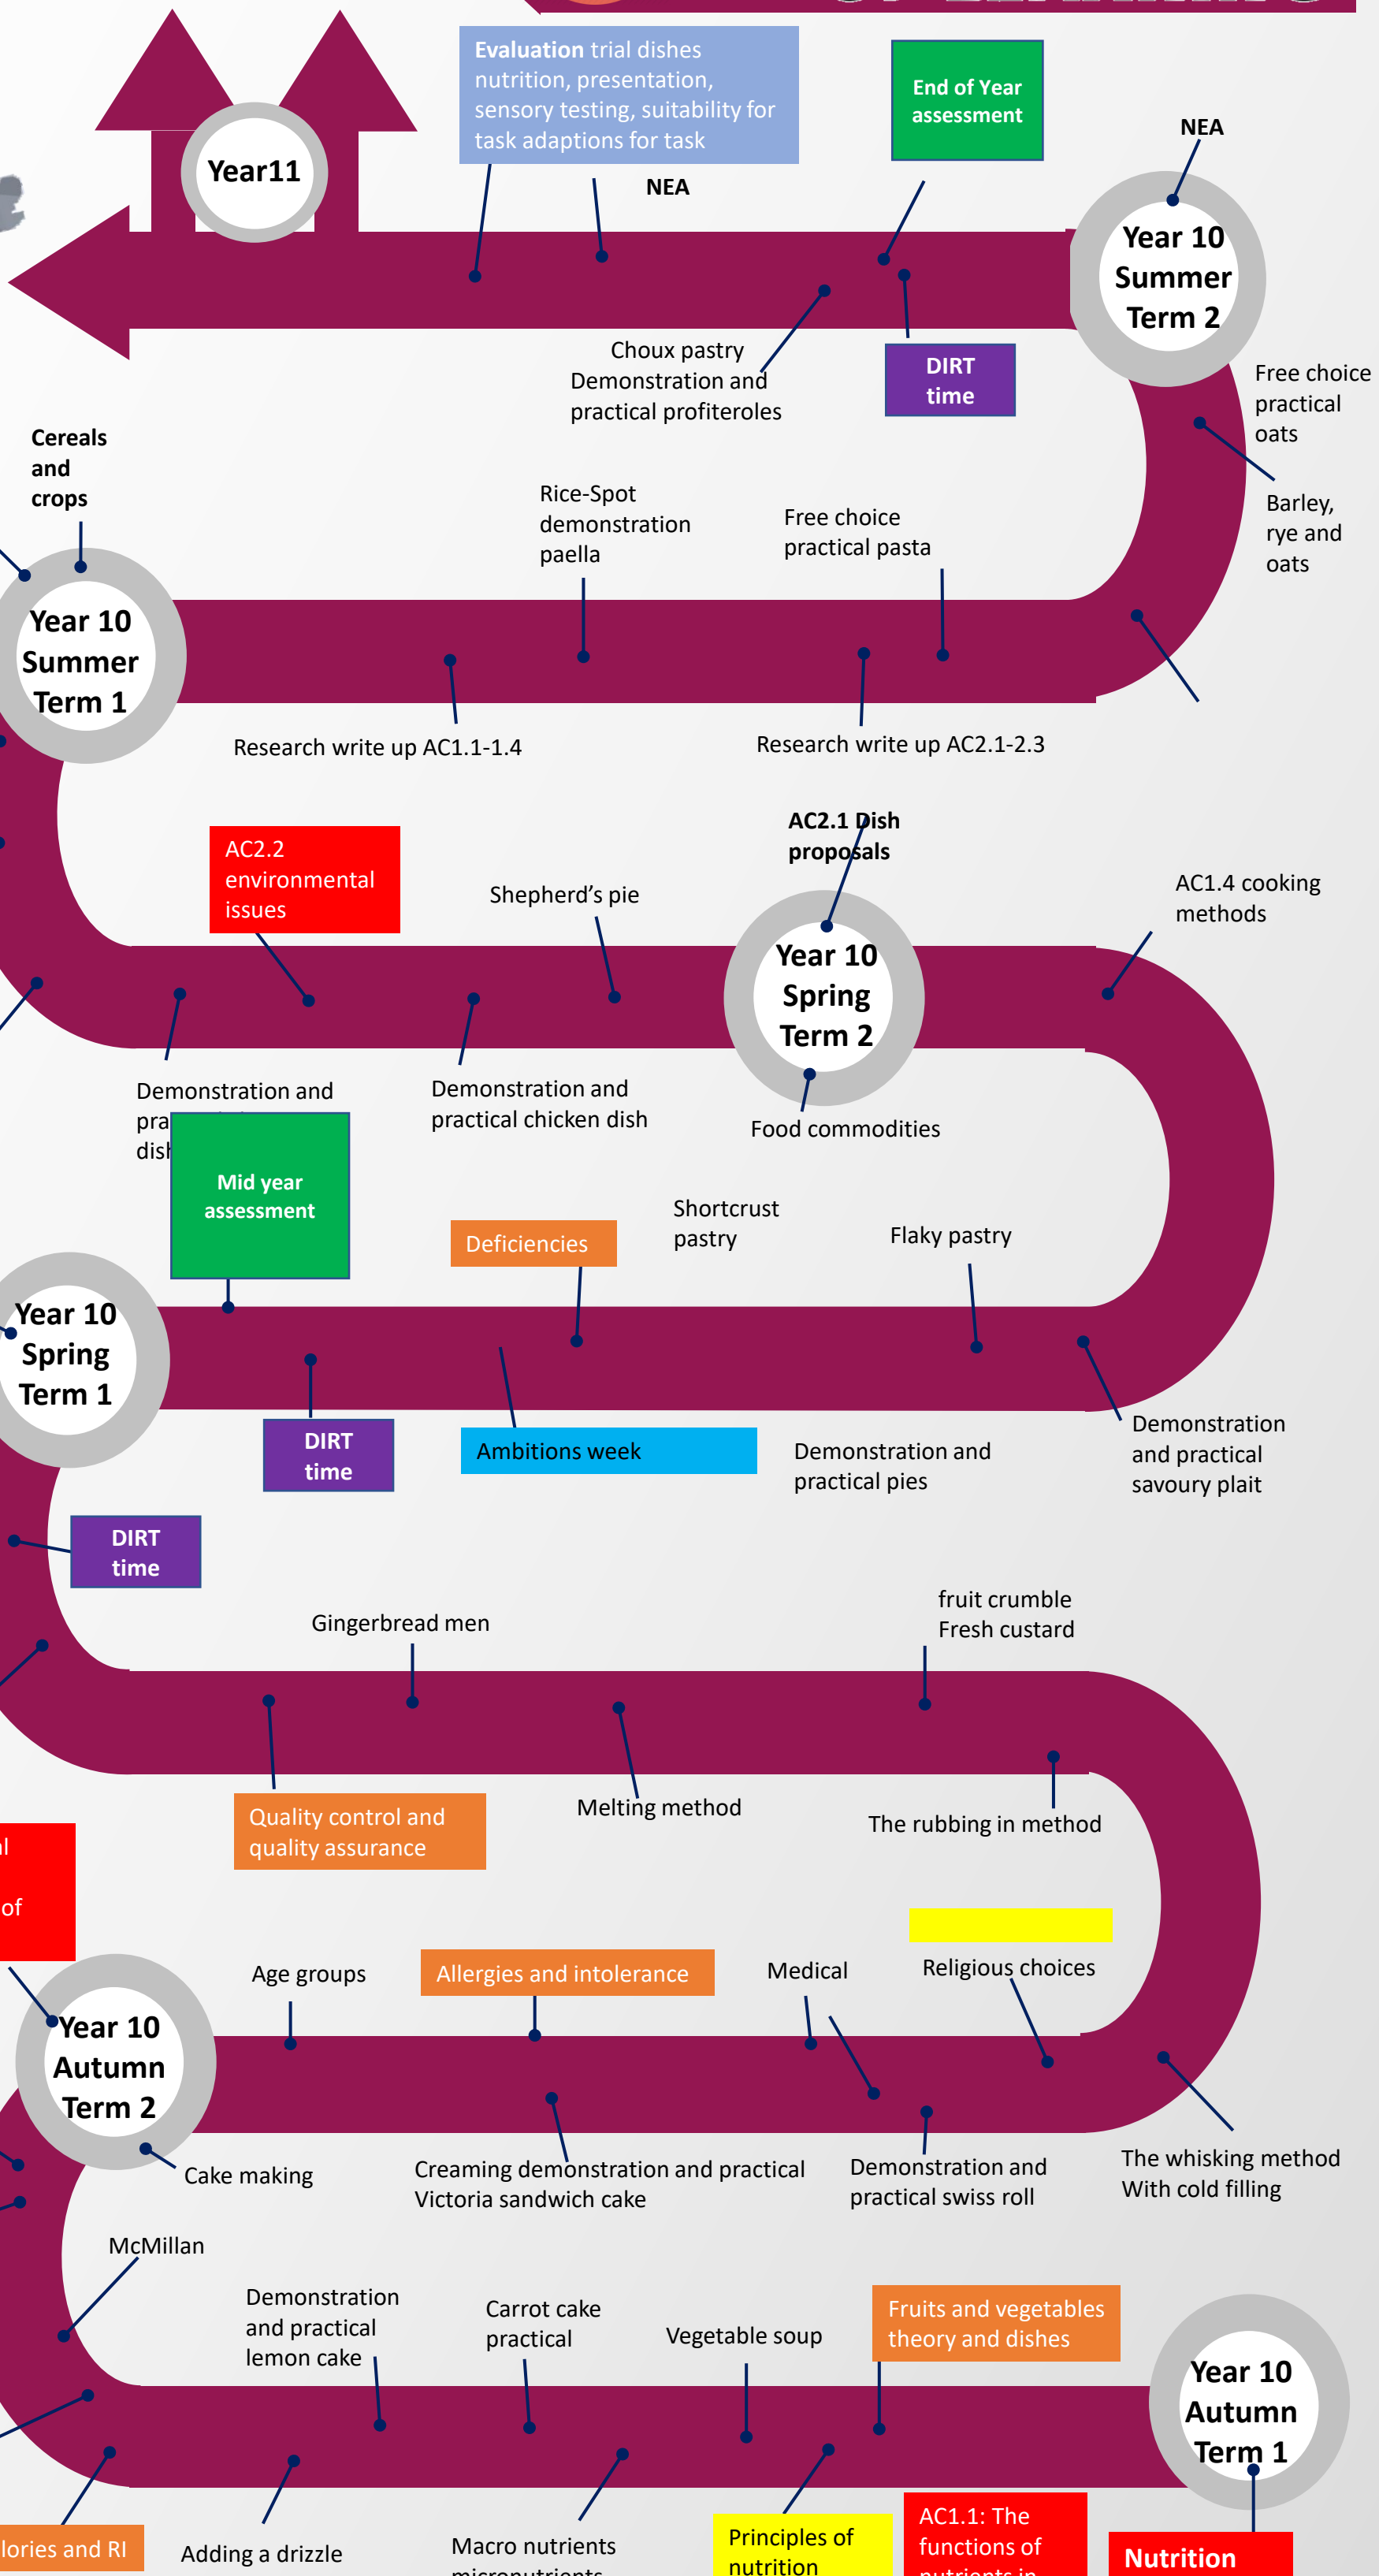 Evaluation trial dishes
nutrition, presentation,
sensory testing, suitability for
task adaptions for task
End of Year
assessment
NEA
Year11
NEA
Year 10
Summer
Term 2
Choux pastry
Demonstration and
practical profiteroles
DIRT
time
Free choice
practical
oats
Cereals
and
crops
Rice-Spot
demonstration
paella
Free choice
practical pasta
Barley,
rye and
oats
Year 10
Summer
Term 1
Research write up AC1.1-1.4
Research write up AC2.1-2.3
AC2.1 Dish
proposals
AC2.2
environmental
issues
Shepherd's pie
AC1.4 cooking
methods
Year 10
Spring
Term 2
Demonstration and
Demonstration and
practical chicken dish
Food commodities
Mid year
assessment
Deficiencies
Shortcrust
pastry
Flaky pastry
Year 10
Spring
Term 1
DIRT
time
Ambitions week
Demonstration and
practical pies
Demonstration
and practical
savoury plait
DIRT
time
Gingerbread men
fruit crumble
Fresh custard
Quality control and
quality assurance
Melting method
The rubbing in method
of
Age groups
Allergies and intolerance
Medical
Religious choices
Year 10
Autumn
Term 2
Cake making
Creaming demonstration and practical
Victoria sandwich cake
Demonstration and
practical swiss roll
The whisking method
With cold filling
McMillan
Demonstration
and practical
lemon cake
Carrot cake
practical
Vegetable soup
Fruits and vegetables
theory and dishes
Year 10
Autumn
Term 1
lories and RI
Adding a drizzle
Macro nutrients
Principles of
nutrition
AC1.1: The
functions of
nutrients in
Nutrition